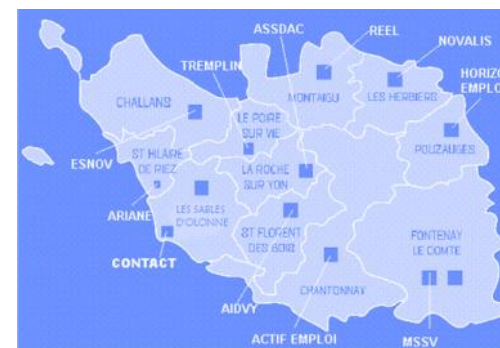 ASSDAC
REEL
NOVALIS
TREMPLIN
HORIZO
EMPLO
CHALLANS
MONTAIGU
LES HERBIERS
LE POIRE
SUR VIE
ESNOV
ST HILAIRE
DE RIEZ
POUZAUGES
LA ROCHE
SUR YON
ARIANE
LES SABLES
D'OLONNE
ST FLORENT
DES BOIS
FONTENAY
LE COMTE
CONTACT
CHANTONNAY
AIDVY
ACTIF EMPLOI
MSSV